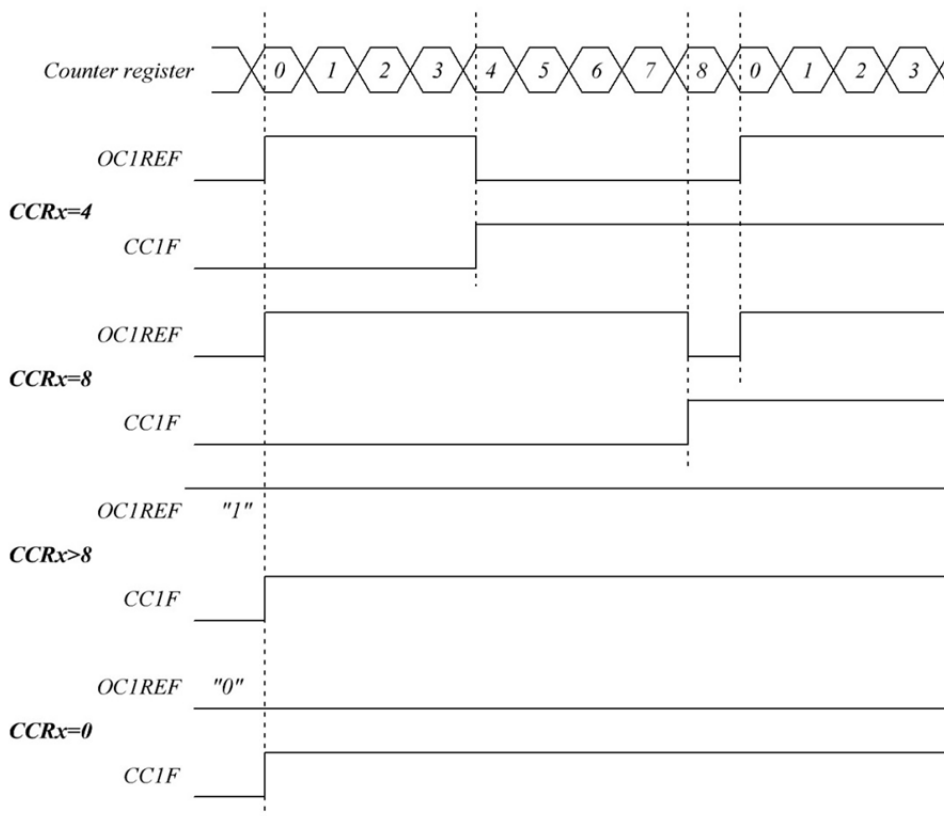 Counter register 0 1 2 3 4 5 6 7 8 0 1 2 3
OC1REF
CCRx=4
CC1F
OC1REF
CCRx=8
CC1F
OC1REF "1"
CCRx>8
CC1F
OC1REF "0"
CCRx=0
CC1F